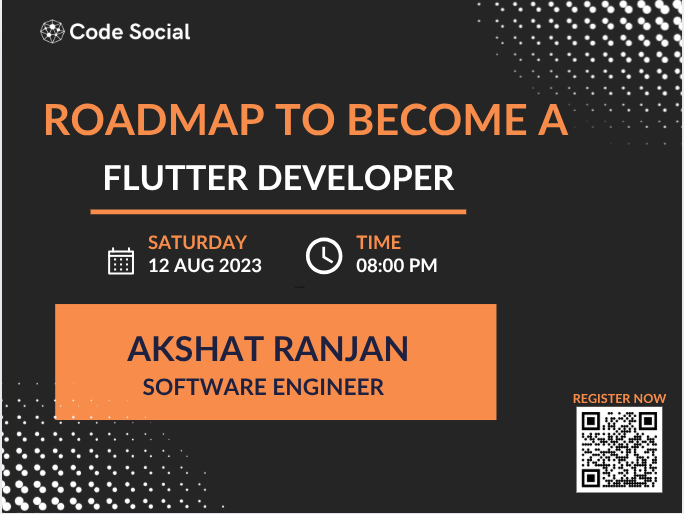 Code Social
ROADMAP TO BECOME A
FLUTTER DEVELOPER
SATURDAY
12 AUG 2023
TIME
08:00 PM
AKSHAT RANJAN
SOFTWARE ENGINEER
REGISTER NOW